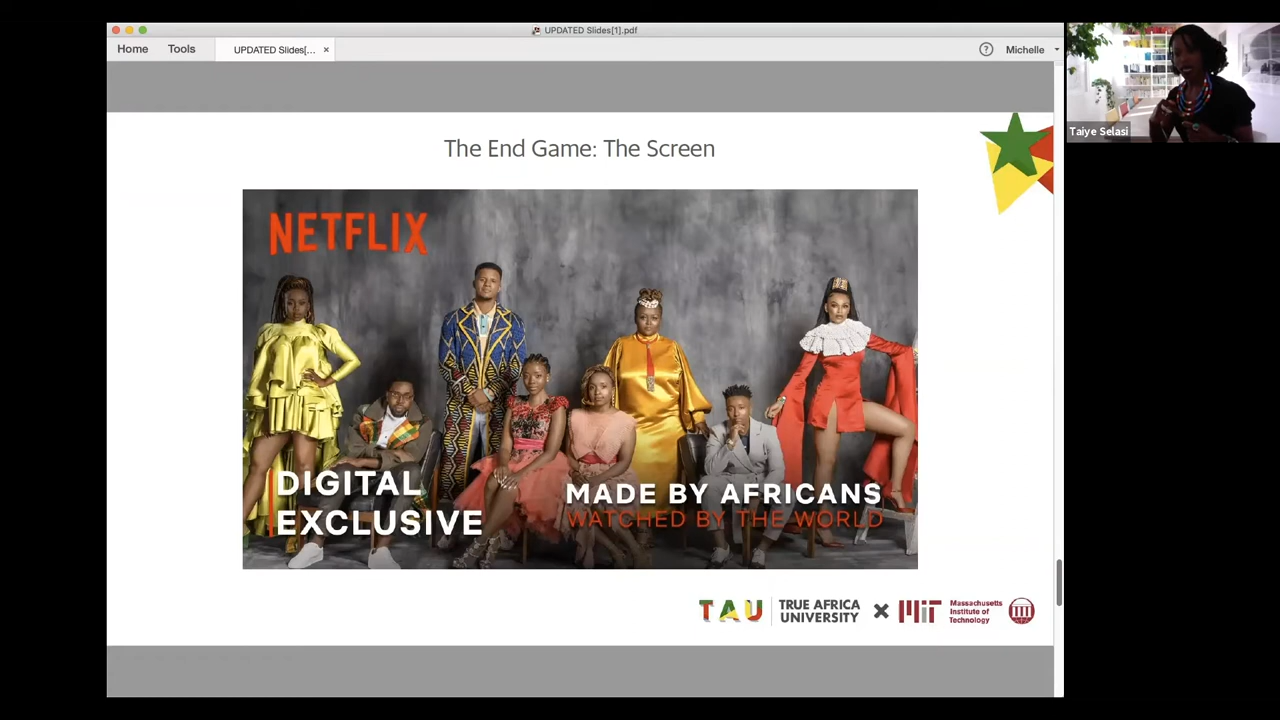 UPDATED Slides[1].pdf
Home
Tools
UPDATED Slides[...
×
?
Michelle
Taiye Selasi
The End Game: The Screen
NETFLIX
DIGITAL
EXCLUSIVE
MADE BY AFRICANS
WATCHED BY THE WORLD
TAU
TRUE AFRICA
UNIVERSITY
×
MIT
Massachusetts
Institute of
Technology